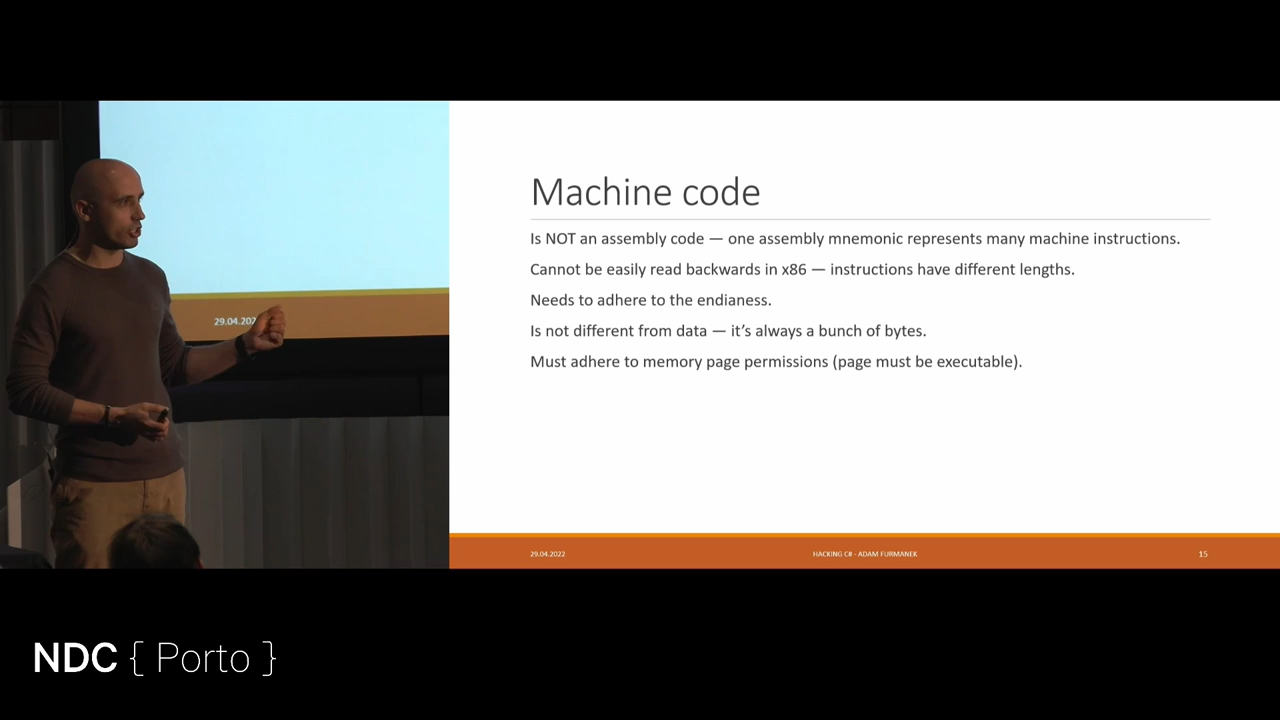 Machine code
Is NOT an assembly code — one assembly mnemonic represents many machine instructions.
Cannot be easily read backwards in x86 — instructions have different lengths.
Needs to adhere to the endianess.
Is not different from data — it's always a bunch of bytes.
Must adhere to memory page permissions (page must be executable).
29.04.202
29.04.2022
HACKING C# - ADAM FURMANEK
15
NDC { Porto }